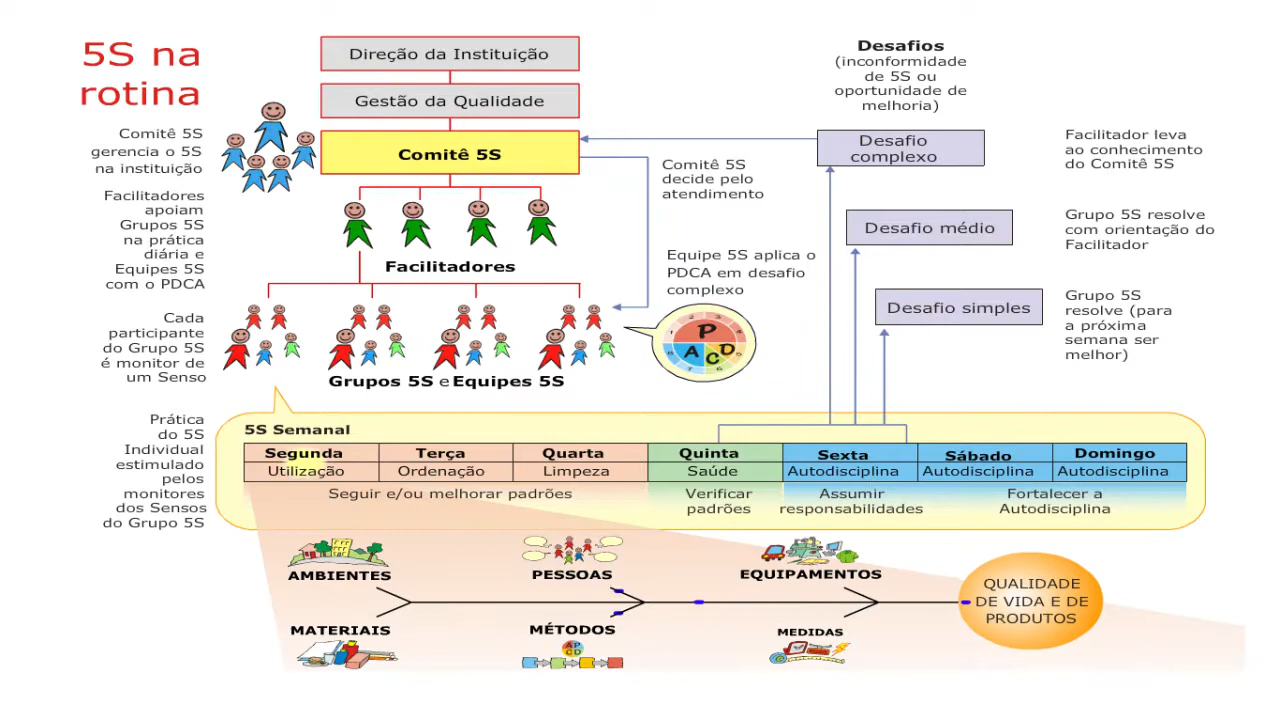 5S na
rotina
Direção da Instituição
Gestão da Qualidade
Comitê 5S
Comitê 5S
gerencia o 5S
na instituição
Facilitadores
apoiam
Grupos 5S
na prática
diária e
Equipes 5S
com o PDCA
Facilitadores
Cada
participante
do Grupo 5S
é monitor de
um Senso
Grupos 5S e Equipes 5S
Comitê 5S
decide pelo
atendimento
Equipe 5S aplica o
PDCA em desafio
complexo
P
A
C
D
Desafios
(inconformidade
de 5S ou
oportunidade de
melhoria)
Desafio
complexo
Facilitador leva
ao conhecimento
do Comitê 5S
Desafio médio
Grupo 5S resolve
com orientação do
Facilitador
Desafio simples
Grupo 5S
resolve (para
a próxima
semana ser
melhor)
Prática
do 5S
Individual
estimulado
pelos
monitores
dos Sensos
do Grupo 5S
5S Semanal
Segunda Terça Quarta Quinta Sexta Sábado Domingo
Utilização Ordenação Limpeza Saúde Autodisciplina Autodisciplina Autodisciplina
Seguir e/ou melhorar padrões
Verificar
padrões
Assumir
responsabilidades
Fortalecer a
Autodisciplina
AMBIENTES
PESSOAS
EQUIPAMENTOS
QUALIDADE
DE VIDA E DE
PRODUTOS
MATERIAIS
MÉTODOS
MEDIDAS
A P
C D